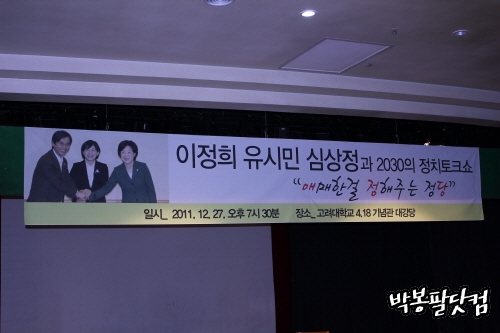 이정희 유시민 심상정과 2030의 정치토크쇼
"애매한걸 정해주는 정당"
일시_ 2011. 12. 27. 오후 7시 30분 장소_ 고려대학교 4.18 기념관 대강당
박봉팔닷컴